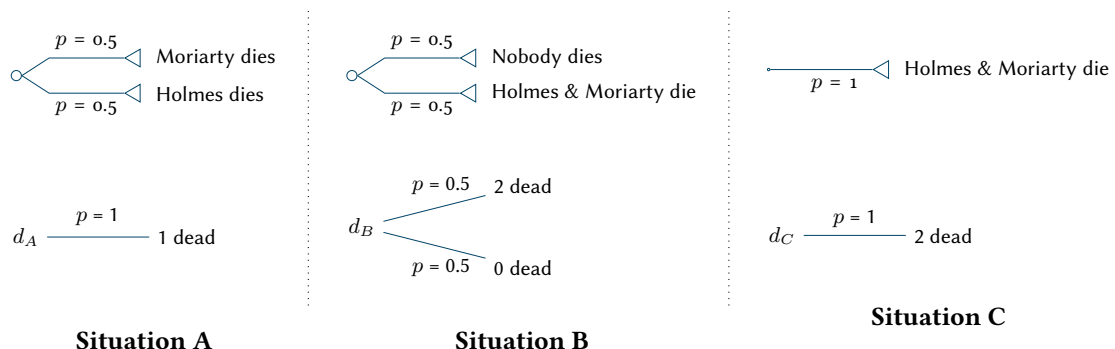 p = 0.5
Moriarty dies
p = 0.5
Holmes dies
d_A
p = 1
1 dead
Situation A
p = 0.5
Nobody dies
p = 0.5
Holmes & Moriarty die
d_B
p = 0.5
2 dead
p = 0.5
0 dead
Situation B
p = 1
Holmes & Moriarty die
d_C
p = 1
2 dead
Situation C